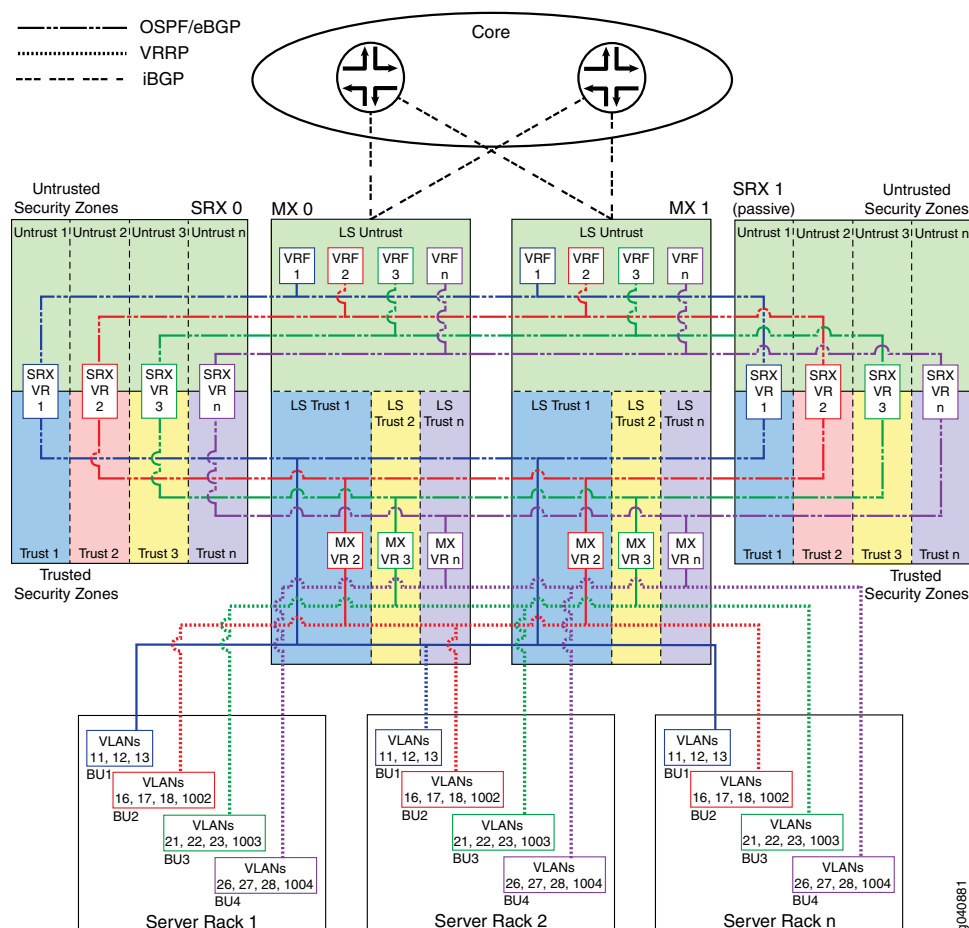 OSPF/eBGP
VRRP
iBGP
Core
Untrusted
Security Zones
SRX 0
MX 0
MX 1
SRX 1
(passive)
Untrusted
Security Zones
Untrust 1
Untrust 2
Untrust 3
Untrust n
LS Untrust
LS Untrust
Untrust 1
Untrust 2
Untrust 3
Untrust n
VRF
1
VRF
2
VRF
3
VRF
n
VRF
1
VRF
2
VRF
3
VRF
n
SRX
VR
1
SRX
VR
2
SRX
VR
3
SRX
VR
n
SRX
VR
1
SRX
VR
2
SRX
VR
3
SRX
VR
n
LS Trust 1
LS
Trust 2
LS
Trust n
LS Trust 1
LS
Trust 2
LS
Trust n
MX
VR 2
MX
VR 3
MX
VR n
MX
VR 2
MX
VR 3
MX
VR n
Trust 1
Trust 2
Trust 3
Trust n
Trust 1
Trust 2
Trust 3
Trust n
Trusted
Security Zones
Trusted
Security Zones
VLANs
11, 12, 13
BU1
VLANs
16, 17, 18, 1002
BU2
VLANs
21, 22, 23, 1003
BU3
VLANs
26, 27, 28, 1004
BU4
Server Rack 1
VLANs
11, 12, 13
BU1
VLANs
16, 17, 18, 1002
BU2
VLANs
21, 22, 23, 1003
BU3
VLANs
26, 27, 28, 1004
BU4
Server Rack 2
VLANs
11, 12, 13
BU1
VLANs
16, 17, 18, 1002
BU2
VLANs
21, 22, 23, 1003
BU3
VLANs
26, 27, 28, 1004
BU4
Server Rack n
g040881